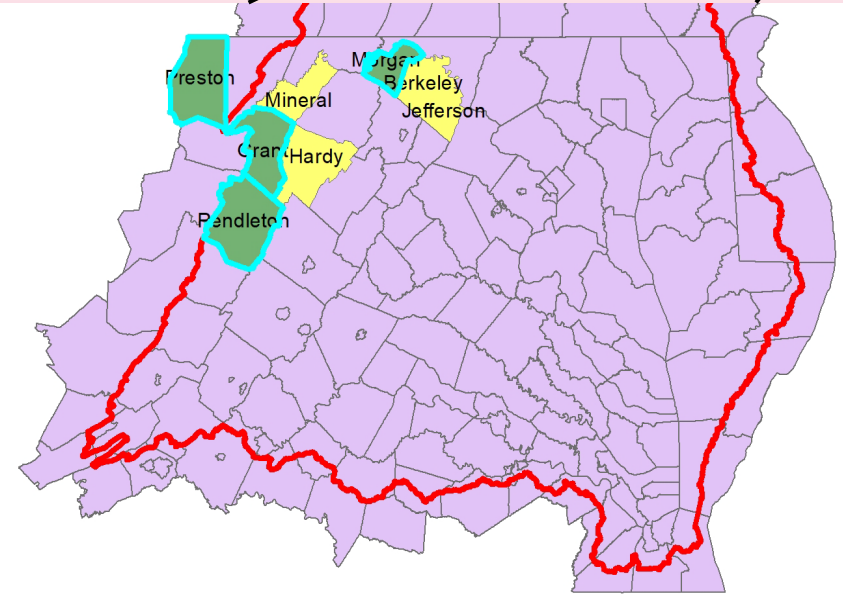 Preston
Morgan
Berkeley
Mineral
Jefferson
Grant
Hardy
Pendleton